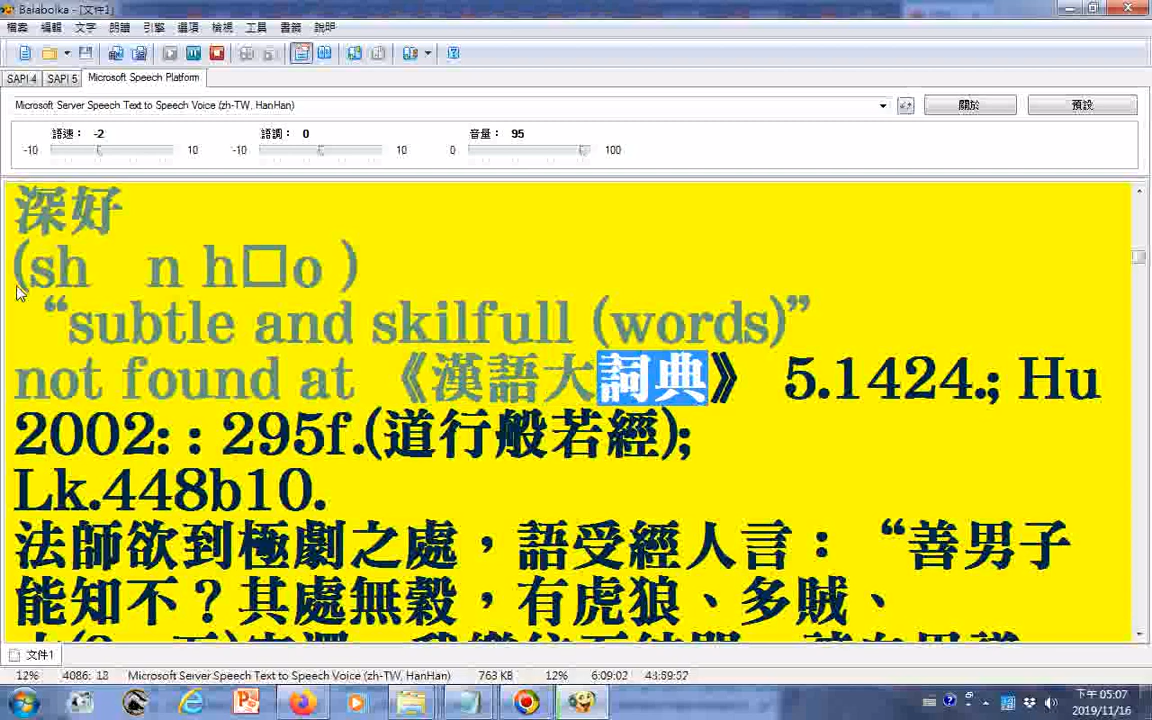 Balabolka - [文件1]
檔案 編輯 文字 朗讀 引擎 選項 檢視 工具 書籤 說明
SAPI 4 SAPI 5 Microsoft Speech Platform
Microsoft Server Speech Text to Speech Voice (zh-TW, HanHan) 關於 預設
語速: -2 語調: 0 音量: 95
-10 10 -10 10 0 100
深好
(sh n h□o )
“subtle and skilfull (words)”
not found at 《漢語大詞典》 5.1424.; Hu
2002: : 295f.(道行般若經);
Lk.448b10.
法師欲到極劇之處，語受經人言：“善男子
能知不？其處無穀，有虎狼、多賊、
文件1
12% 4086: 18 Microsoft Server Speech Text to Speech Voice (zh-TW, HanHan) 763 KB 12% 6:09:02 43:59:52
下午 05:07
2019/11/16